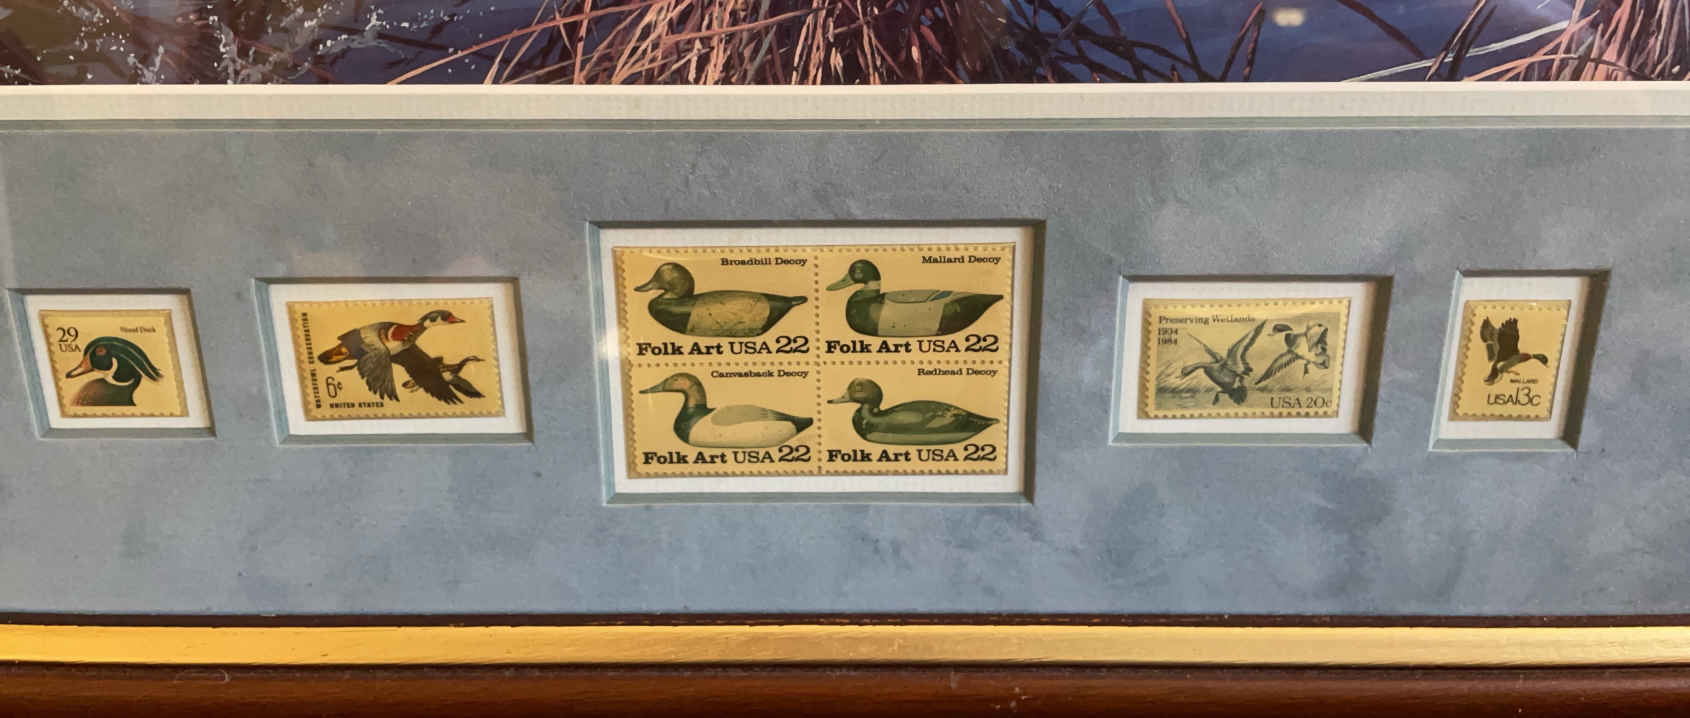 29
USA
Wood Duck
WATERFOWL CONSERVATION
6c
UNITED STATES
Broadbill Decoy
Folk Art USA 22
Mallard Decoy
Folk Art USA 22
Canvasback Decoy
Folk Art USA 22
Redhead Decoy
Folk Art USA 22
Preserving Wetlands
1934
1984
USA 20c
MALLARD
USA13c